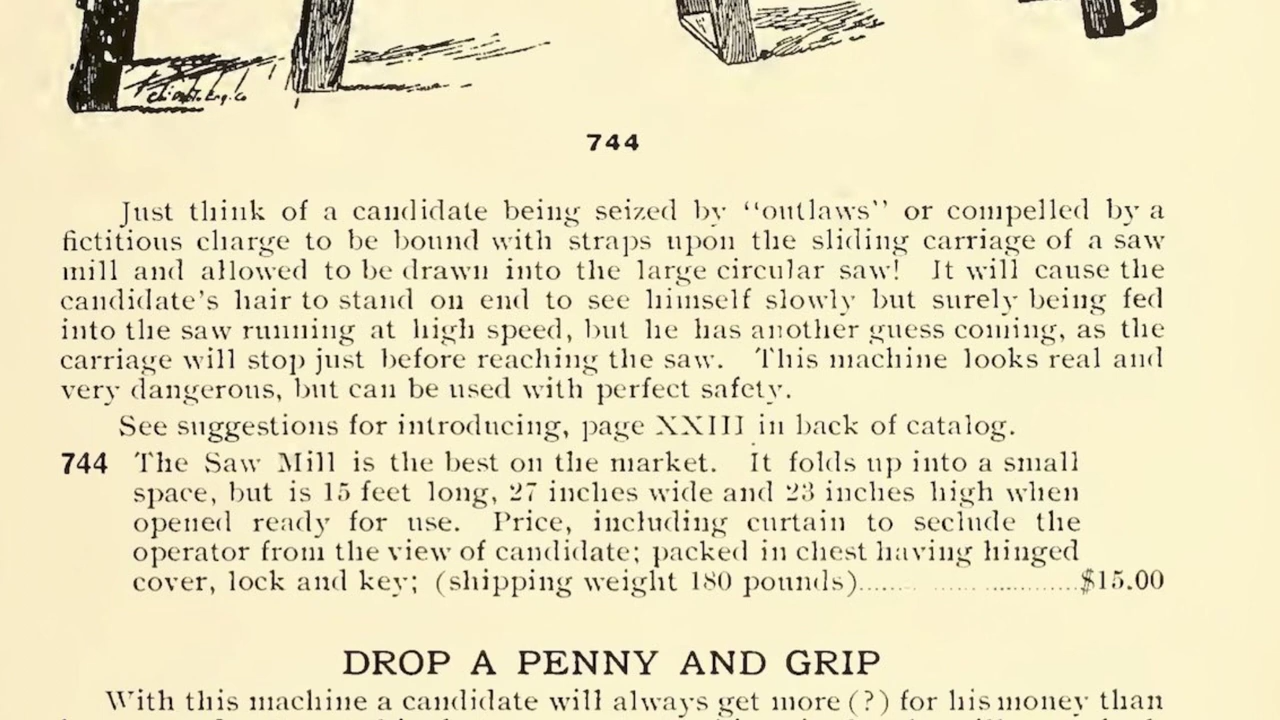 744
Just think of a candidate being seized by “outlaws” or compelled by a
fictitious charge to be bound with straps upon the sliding carriage of a saw
mill and allowed to be drawn into the large circular saw! It will cause the
candidate’s hair to stand on end to see himself slowly but surely being fed
into the saw running at high speed, but he has another guess coming, as the
carriage will stop just before reaching the saw. This machine looks real and
very dangerous, but can be used with perfect safety.
See suggestions for introducing, page XXIII in back of catalog.
744 The Saw Mill is the best on the market. It folds up into a small
space, but is 15 feet long, 27 inches wide and 23 inches high when
opened ready for use. Price, including curtain to seclude the
operator from the view of candidate; packed in chest having hinged
cover, lock and key; (shipping weight 180 pounds)..............................$15.00
DROP A PENNY AND GRIP
With this machine a candidate will always get more (?) for his money than